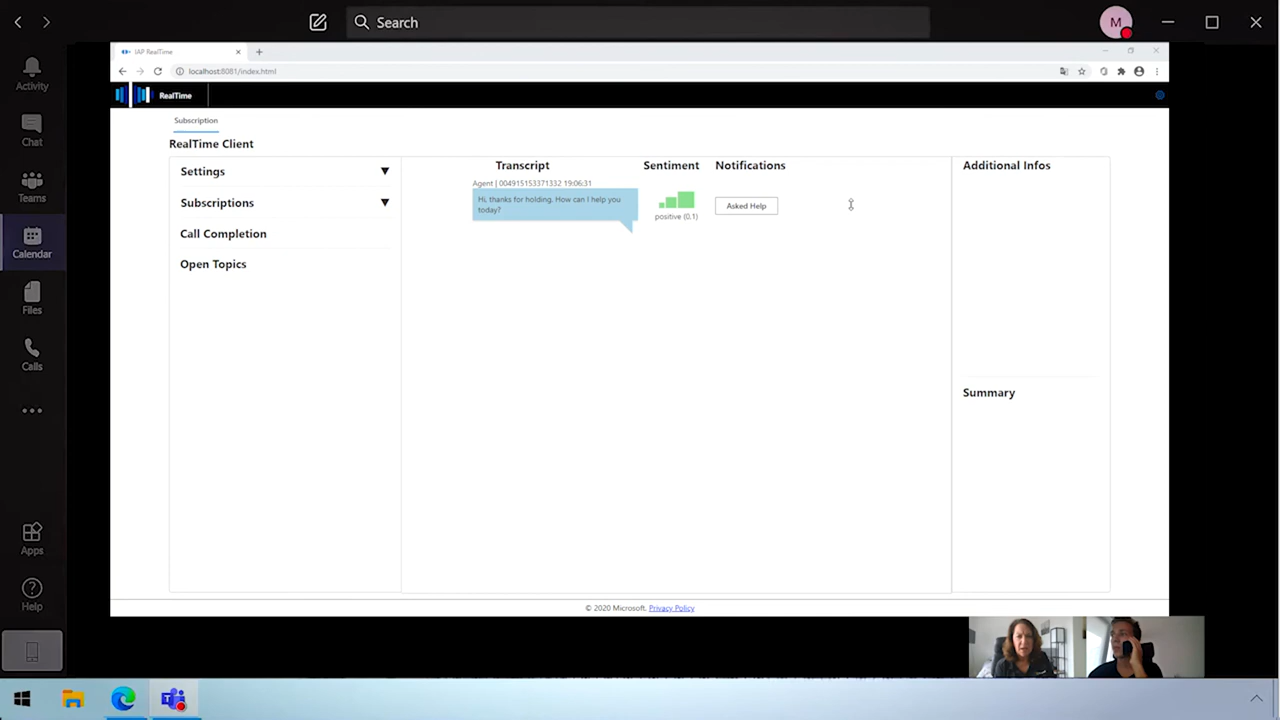 Search
M
Activity
Chat
Teams
Calendar
Files
Calls
Apps
Help
IAP RealTime
localhost:8081/index.html
RealTime
Subscription
RealTime Client
Settings
Subscriptions
Call Completion
Open Topics
Transcript
Sentiment
Notifications
Agent | 004915153371332 19:06:31
Hi, thanks for holding. How can I help you
today?
positive (0,1)
Asked Help
Additional Infos
Summary
© 2020 Microsoft. Privacy Policy